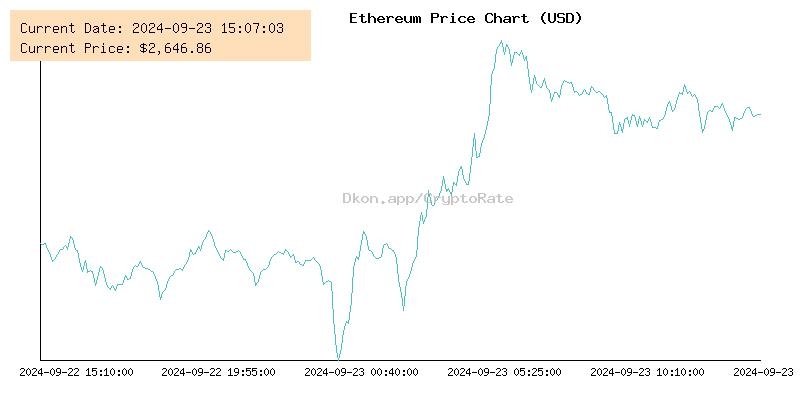 Ethereum Price Chart (USD)
Current Date: 2024-09-23 15:07:03
Current Price: $2,646.86
Dkon.app/CryptoRate
2024-09-22 15:10:00 2024-09-22 19:55:00 2024-09-23 00:40:00 2024-09-23 05:25:00 2024-09-23 10:10:00 2024-09-23